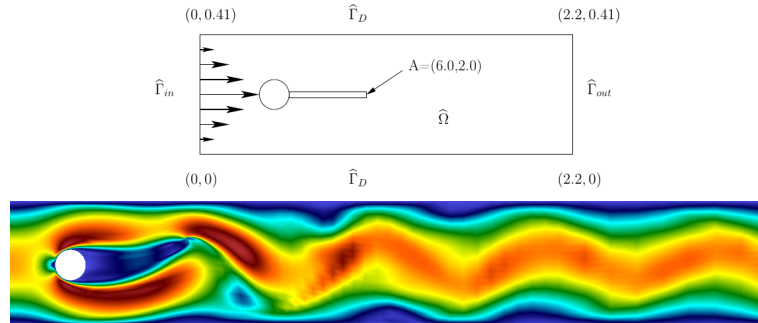 (0, 0.41) Γ̂_D (2.2, 0.41)
A=(6.0,2.0)
Γ̂_in Γ̂_out
Ω̂
(0, 0) Γ̂_D (2.2, 0)